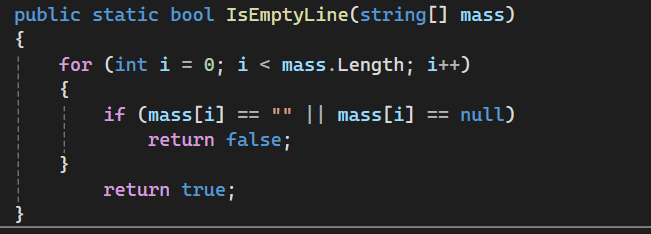 public static bool IsEmptyLine(string[] mass)
{
    for (int i = 0; i < mass.Length; i++)
    {
        if (mass[i] == "" || mass[i] == null)
            return false;
    }
        return true;
}